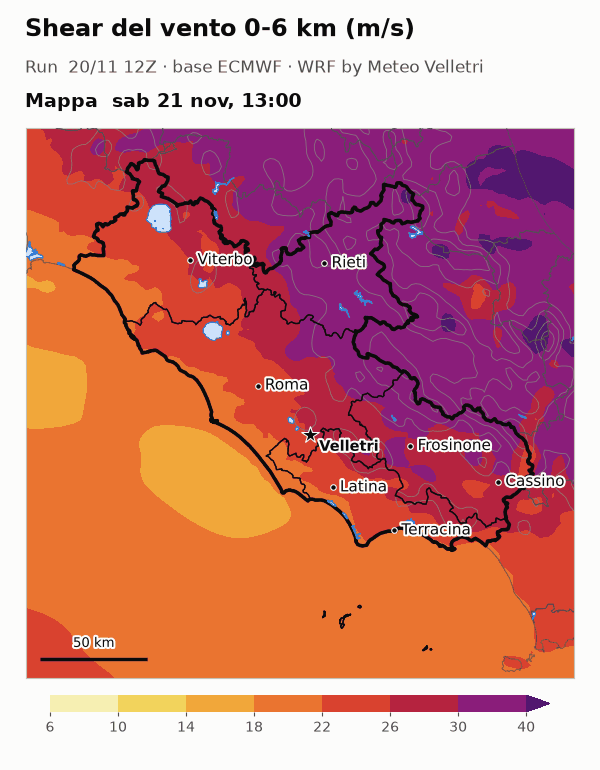 Shear del vento 0-6 km (m/s)
Run  20/11 12Z · base ECMWF · WRF by Meteo Velletri
Mappa  sab 21 nov, 13:00
Viterbo
Rieti
Roma
Velletri
Frosinone
Cassino
Latina
Terracina
50 km
6 10 14 18 22 26 30 40